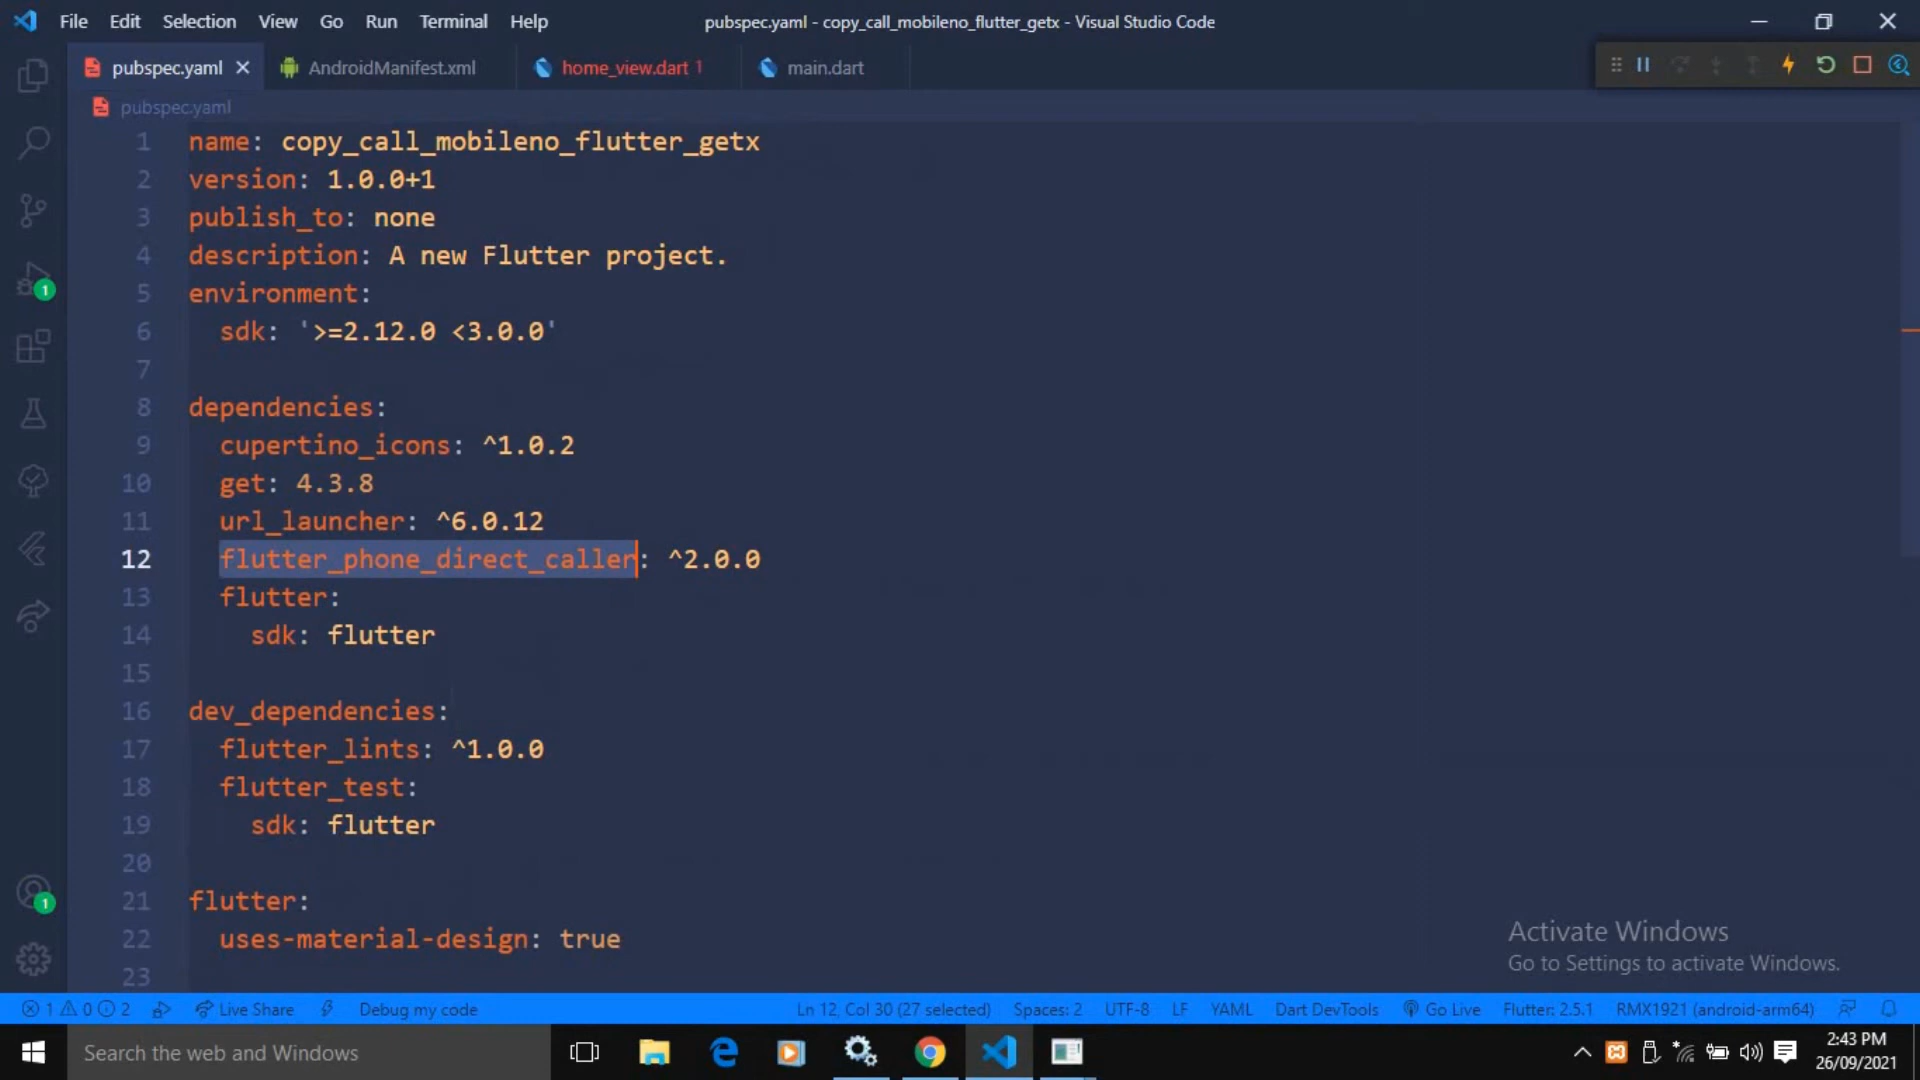 File Edit Selection View Go Run Terminal Help
pubspec.yaml - copy_call_mobileno_flutter_getx - Visual Studio Code
pubspec.yaml
AndroidManifest.xml
home_view.dart 1
main.dart
pubspec.yaml
1 name: copy_call_mobileno_flutter_getx
2 version: 1.0.0+1
3 publish_to: none
4 description: A new Flutter project.
5 environment:
6 sdk: '>=2.12.0 <3.0.0'
7
8 dependencies:
9 cupertino_icons: ^1.0.2
10 get: 4.3.8
11 url_launcher: ^6.0.12
12 flutter_phone_direct_caller: ^2.0.0
13 flutter:
14 sdk: flutter
15
16 dev_dependencies:
17 flutter_lints: ^1.0.0
18 flutter_test:
19 sdk: flutter
20
21 flutter:
22 uses-material-design: true
23
1
1
Activate Windows
Go to Settings to activate Windows.
1 0 2 Live Share Debug my code Ln 12, Col 30 (27 selected) Spaces: 2 UTF-8 LF YAML Dart DevTools Go Live Flutter: 2.5.1 RMX1921 (android-arm64)
Search the web and Windows
2:43 PM
26/09/2021